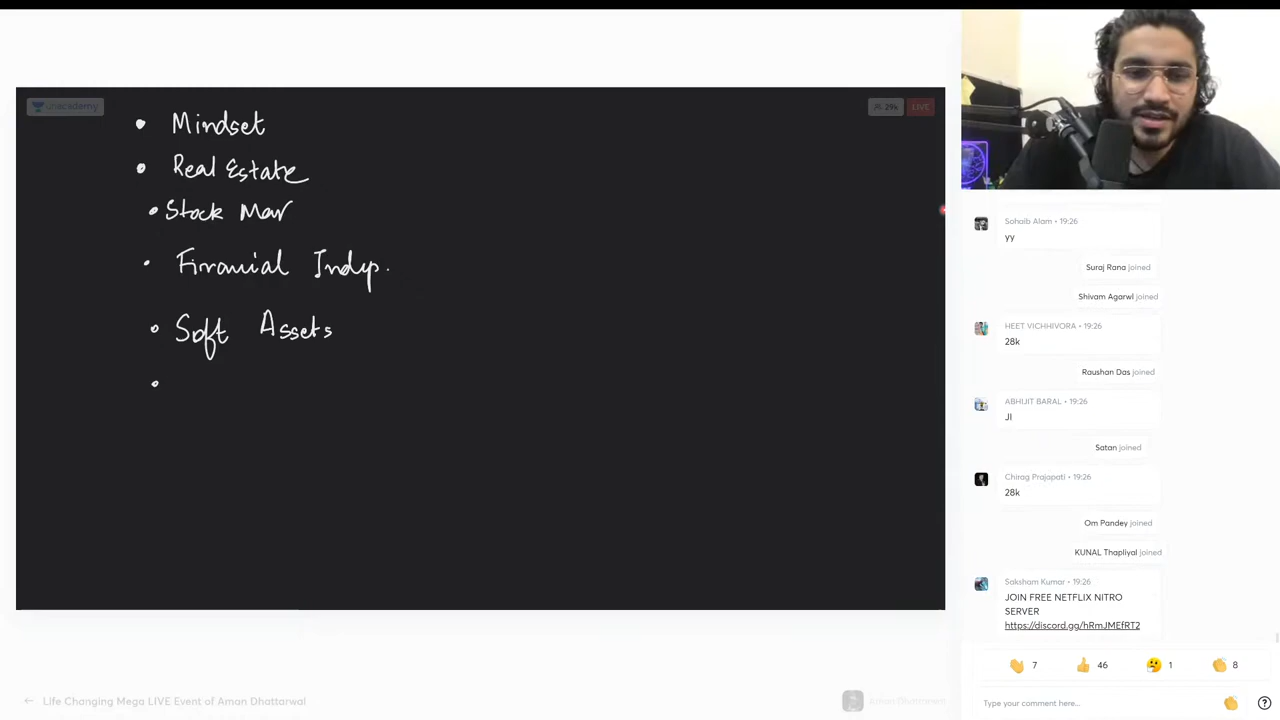 unacademy
29k LIVE
• Mindset
• Real Estate
• Stock Mar
• Financial Indp.
• Soft Assets
•
Sohaib Alam • 19:26
yy
Suraj Rana joined
Shivam Agarwl joined
HEET VICHHIVORA • 19:26
28k
Raushan Das joined
ABHIJIT BARAL • 19:26
JI
Satan joined
Chirag Prajapati • 19:26
28k
Om Pandey joined
KUNAL Thapliyal joined
Saksham Kumar • 19:26
JOIN FREE NETFLIX NITRO
SERVER
https://discord.gg/hRmJMEfRT2
7 46 1 8
Type your comment here...
← Life Changing Mega LIVE Event of Aman Dhattarwal
Aman Dhattarwal